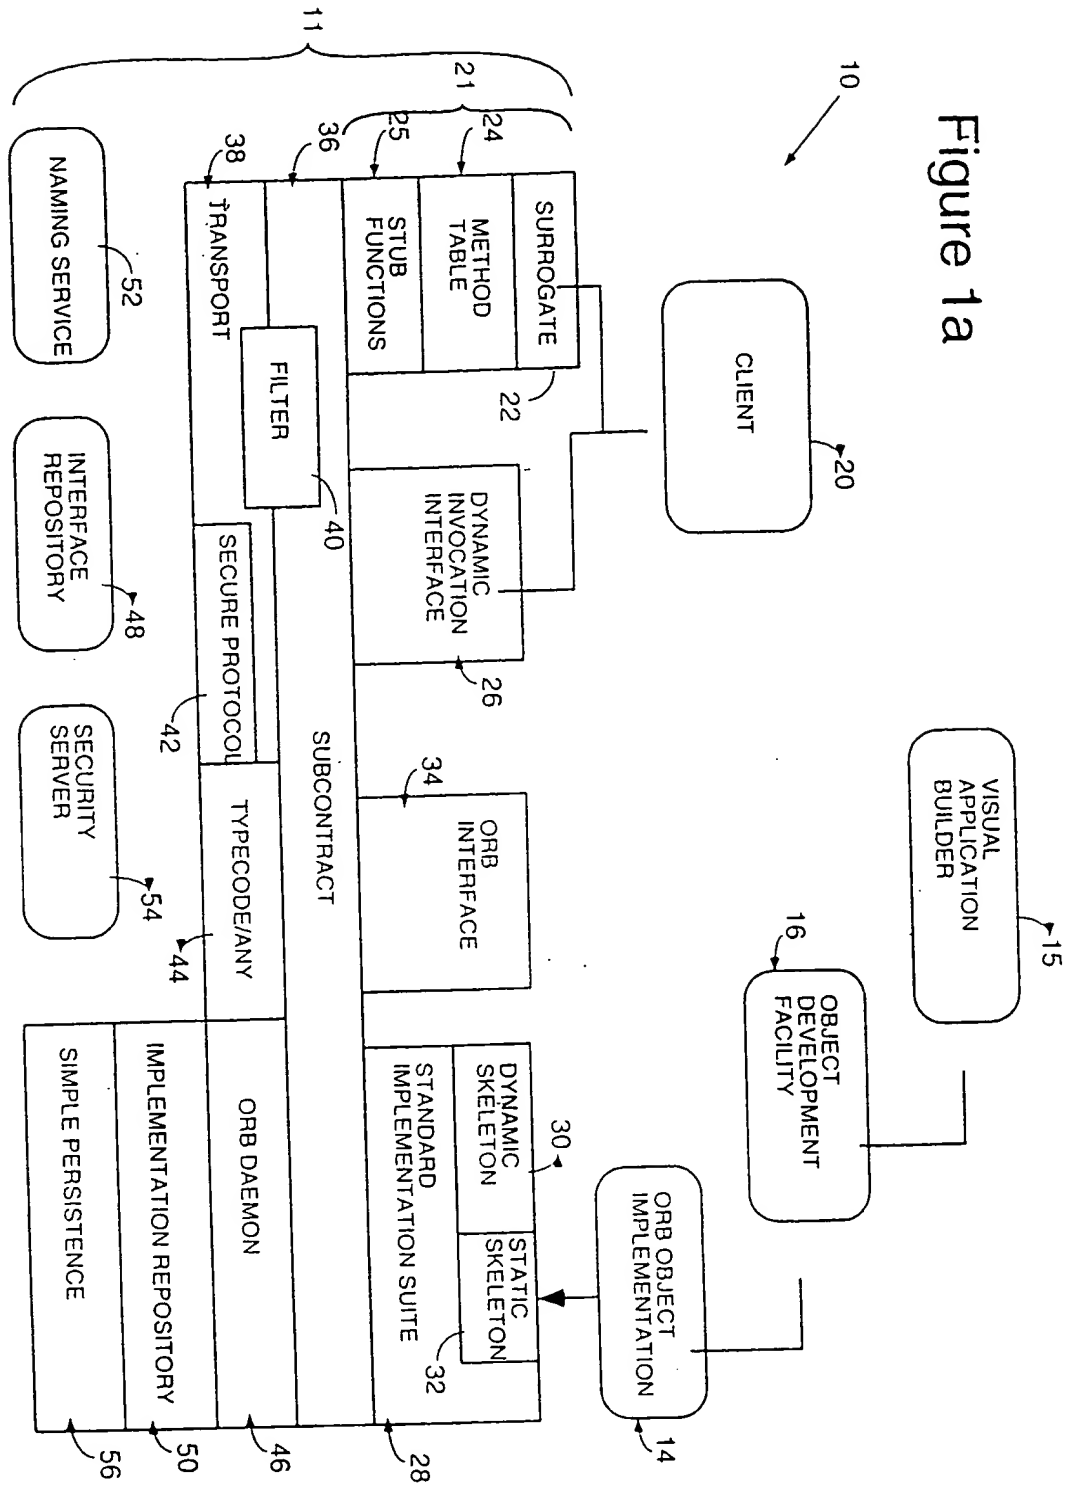 Figure 1a
10
VISUAL
APPLICATION
BUILDER
15
16
OBJECT
DEVELOPMENT
FACILITY
CLIENT
20
ORB OBJECT
IMPLEMENTATION
14
11
21
SURROGATE
22
24
METHOD
TABLE
25
STUB
FUNCTIONS
DYNAMIC
INVOCATION
INTERFACE
26
34
ORB
INTERFACE
30
DYNAMIC
SKELETON
STATIC
SKELETON
32
STANDARD
IMPLEMENTATION SUITE
28
36
SUBCONTRACT
FILTER
40
38
TRANSPORT
SECURE PROTOCOL
42
TYPECODE/ANY
44
ORB DAEMON
46
IMPLEMENTATION REPOSITORY
50
SIMPLE PERSISTENCE
56
NAMING SERVICE
52
INTERFACE
REPOSITORY
48
SECURITY
SERVER
54